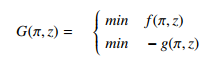 G(π, z) = { min f(π, z)
min − g(π, z)